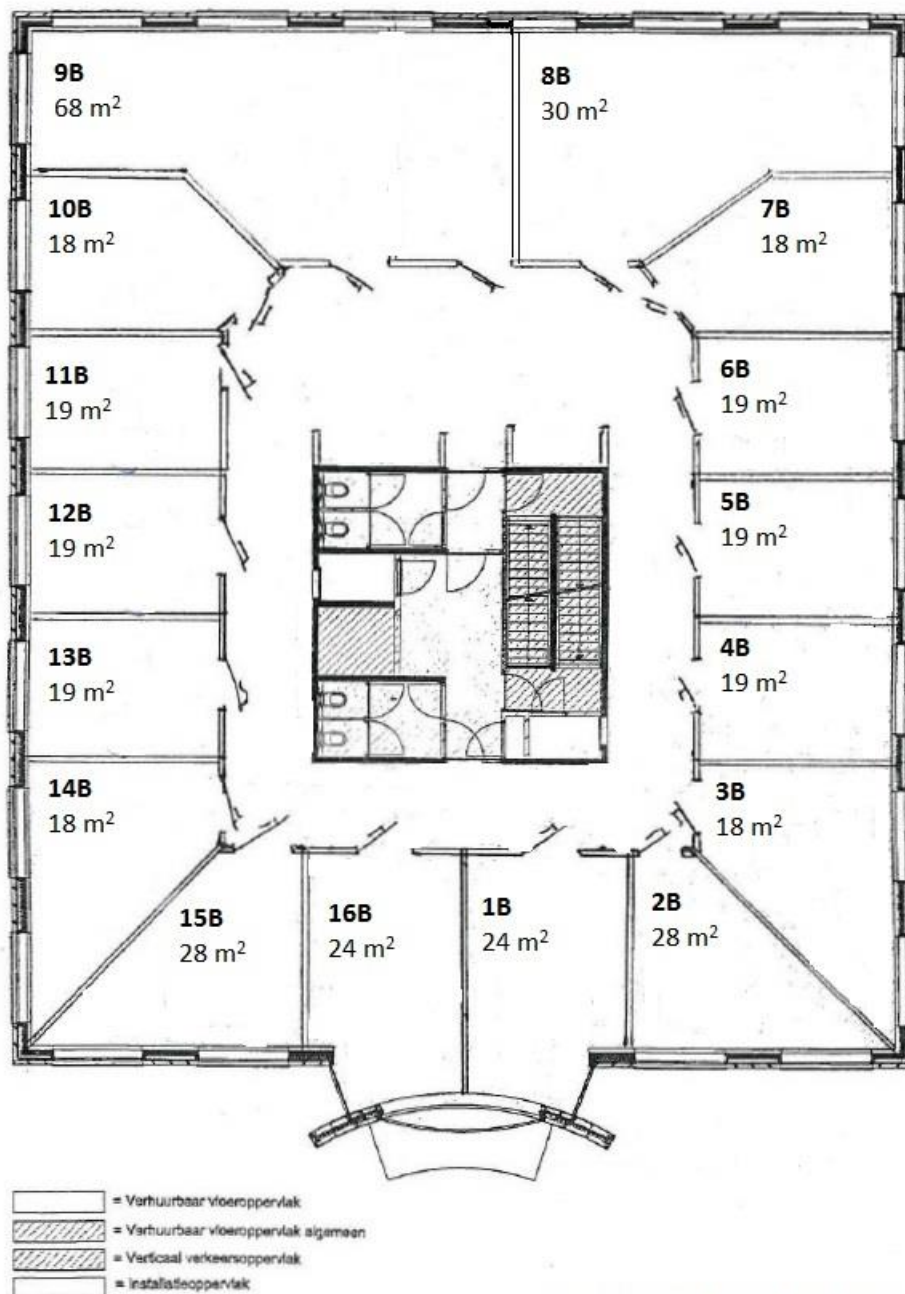 9B
68 m²
8B
30 m²
10B
18 m²
7B
18 m²
11B
19 m²
6B
19 m²
12B
19 m²
5B
19 m²
13B
19 m²
4B
19 m²
14B
18 m²
3B
18 m²
15B
28 m²
16B
24 m²
1B
24 m²
2B
28 m²
= Verhuurbaar vloeroppervlak
= Verhuurbaar vloeroppervlak algemeen
= Verticaal verkeersoppervlak
= Installatieoppervlak